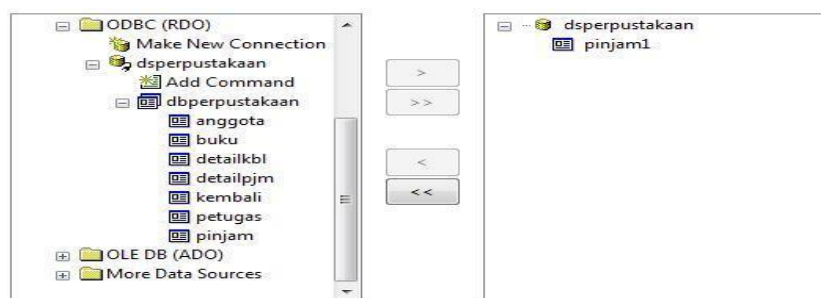 ODBC (RDO)
Make New Connection
dsperpustakaan
Add Command
dbperpustakaan
anggota
buku
detailkbl
detailpjm
kembali
petugas
pinjam
OLE DB (ADO)
More Data Sources
>
>>
<
<<
dsperpustakaan
pinjam1